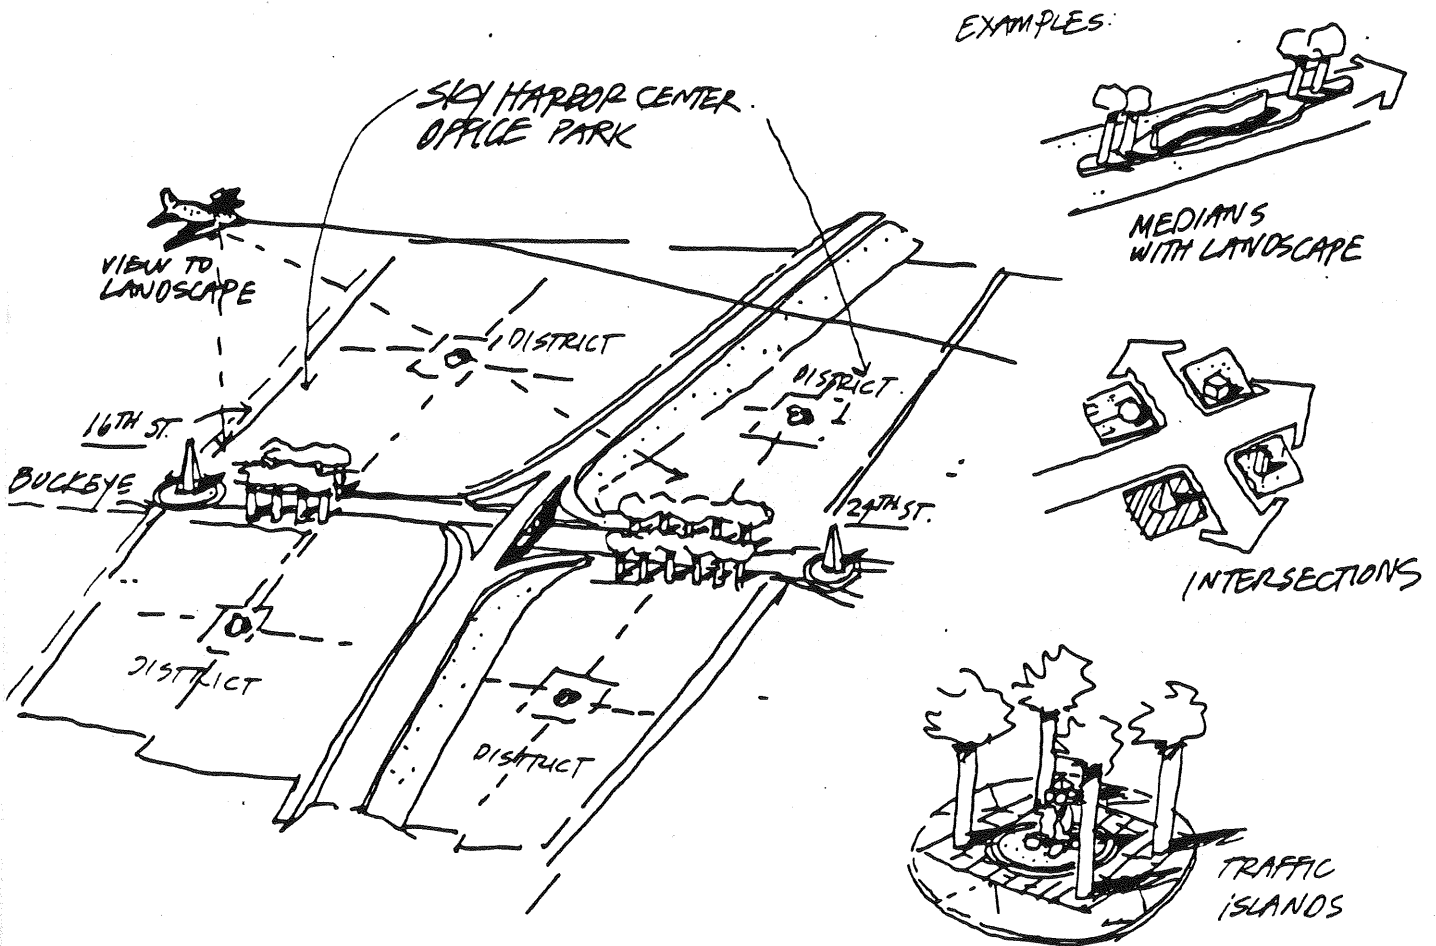 EXAMPLES:
SKY HARBOR CENTER
OFFICE PARK
MEDIANS
WITH LANDSCAPE
VIEW TO
LANDSCAPE
DISTRICT
DISTRICT
16TH ST.
BUCKEYE
24TH ST.
INTERSECTIONS
DISTRICT
DISTRICT
TRAFFIC
ISLANDS